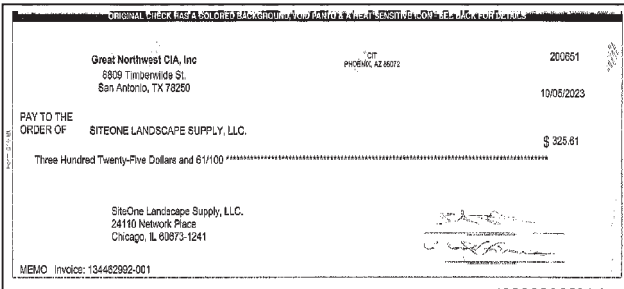 ORIGINAL CHECK HAS A COLORED BACKGROUND, VOID PANTO & A HEAT SENSITIVE ICON - SEE BACK FOR DETAILS
Great Northwest CIA, Inc
8809 Timberwilde St.
San Antonio, TX 78250
CIT
PHOENIX, AZ 85072
200651
10/05/2023
PAY TO THE
ORDER OF SITEONE LANDSCAPE SUPPLY, LLC.
$ 325.61
Three Hundred Twenty-Five Dollars and 61/100
SiteOne Landscape Supply, LLC.
24110 Network Place
Chicago, IL 60673-1241
MEMO Invoice: 134462992-001